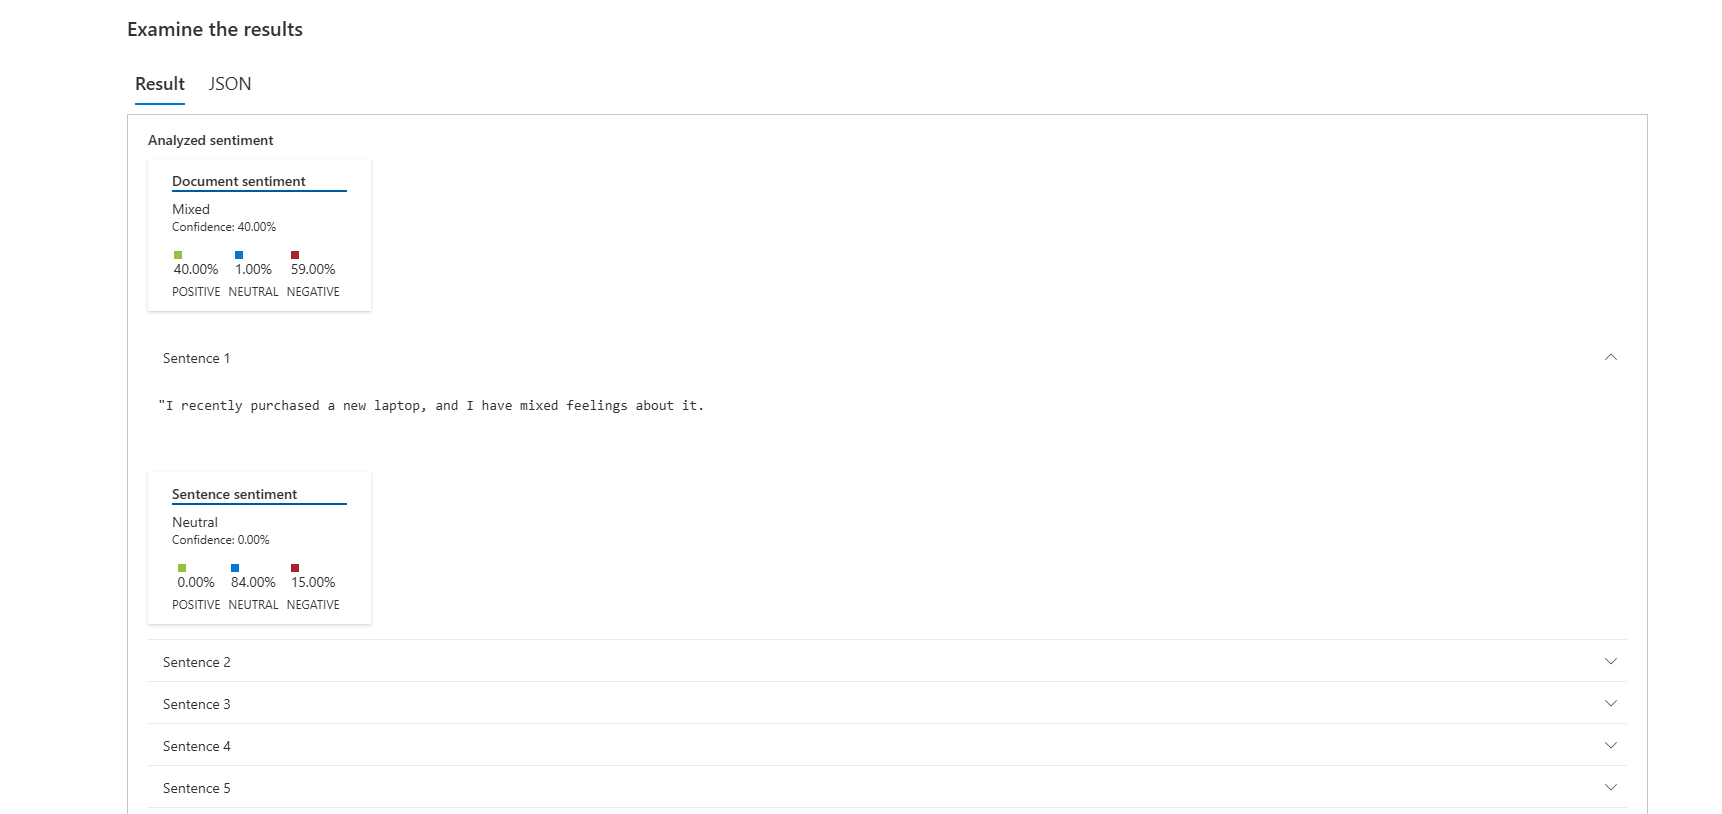 Examine the results
Result JSON
Analyzed sentiment
Document sentiment
Mixed
Confidence: 40.00%
40.00% 1.00% 59.00%
POSITIVE NEUTRAL NEGATIVE
Sentence 1
"I recently purchased a new laptop, and I have mixed feelings about it.
Sentence sentiment
Neutral
Confidence: 0.00%
0.00% 84.00% 15.00%
POSITIVE NEUTRAL NEGATIVE
Sentence 2
Sentence 3
Sentence 4
Sentence 5